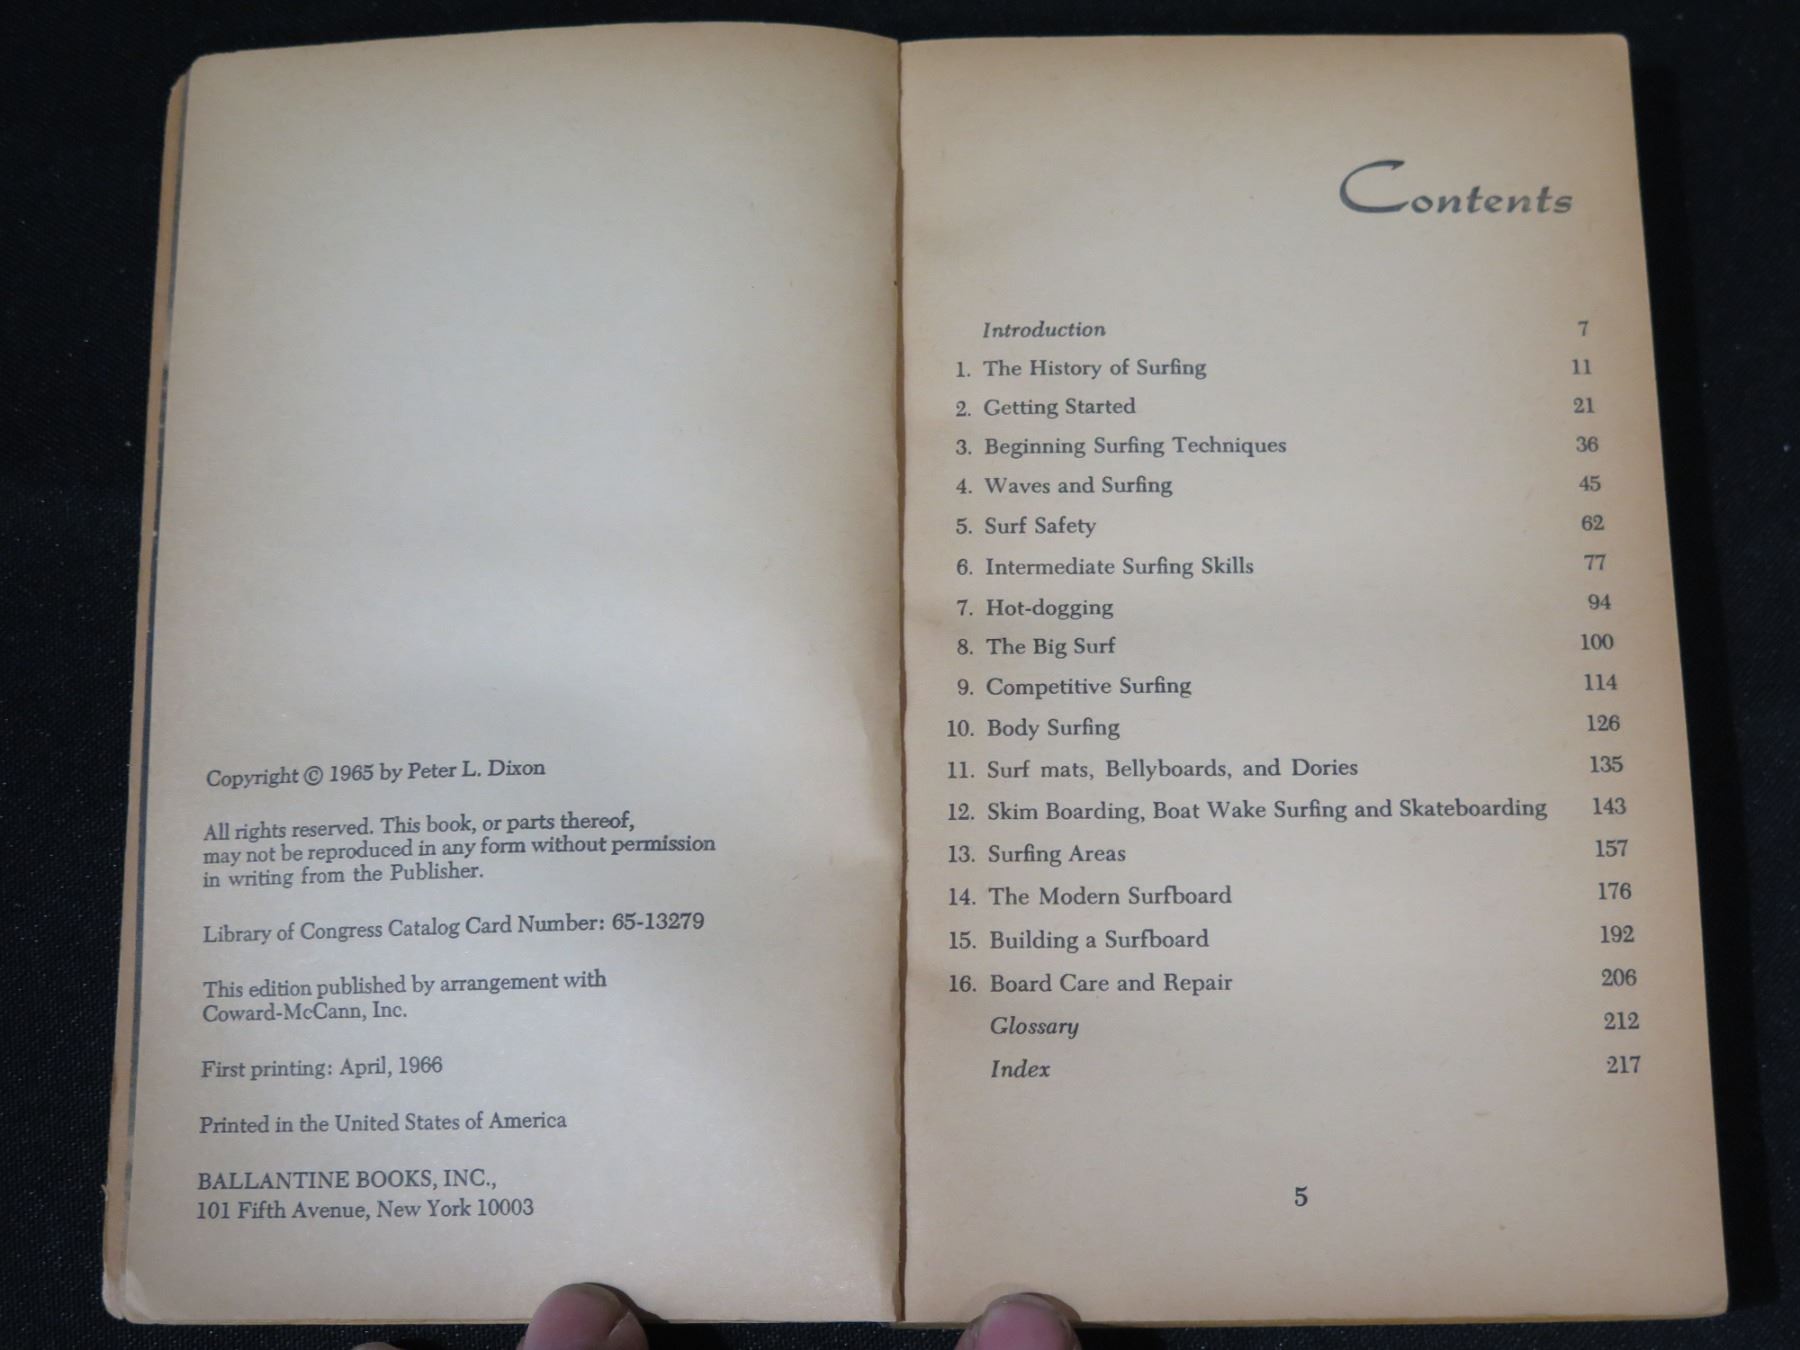 Copyright © 1965 by Peter L. Dixon
All rights reserved. This book, or parts thereof,
may not be reproduced in any form without permission
in writing from the Publisher.
Library of Congress Catalog Card Number: 65-13279
This edition published by arrangement with
Coward-McCann, Inc.
First printing: April, 1966
Printed in the United States of America
BALLANTINE BOOKS, INC.,
101 Fifth Avenue, New York 10003
Contents
Introduction 7
1. The History of Surfing 11
2. Getting Started 21
3. Beginning Surfing Techniques 36
4. Waves and Surfing 45
5. Surf Safety 62
6. Intermediate Surfing Skills 77
7. Hot-dogging 94
8. The Big Surf 100
9. Competitive Surfing 114
10. Body Surfing 126
11. Surf mats, Bellyboards, and Dories 135
12. Skim Boarding, Boat Wake Surfing and Skateboarding 143
13. Surfing Areas 157
14. The Modern Surfboard 176
15. Building a Surfboard 192
16. Board Care and Repair 206
Glossary 212
Index 217
5